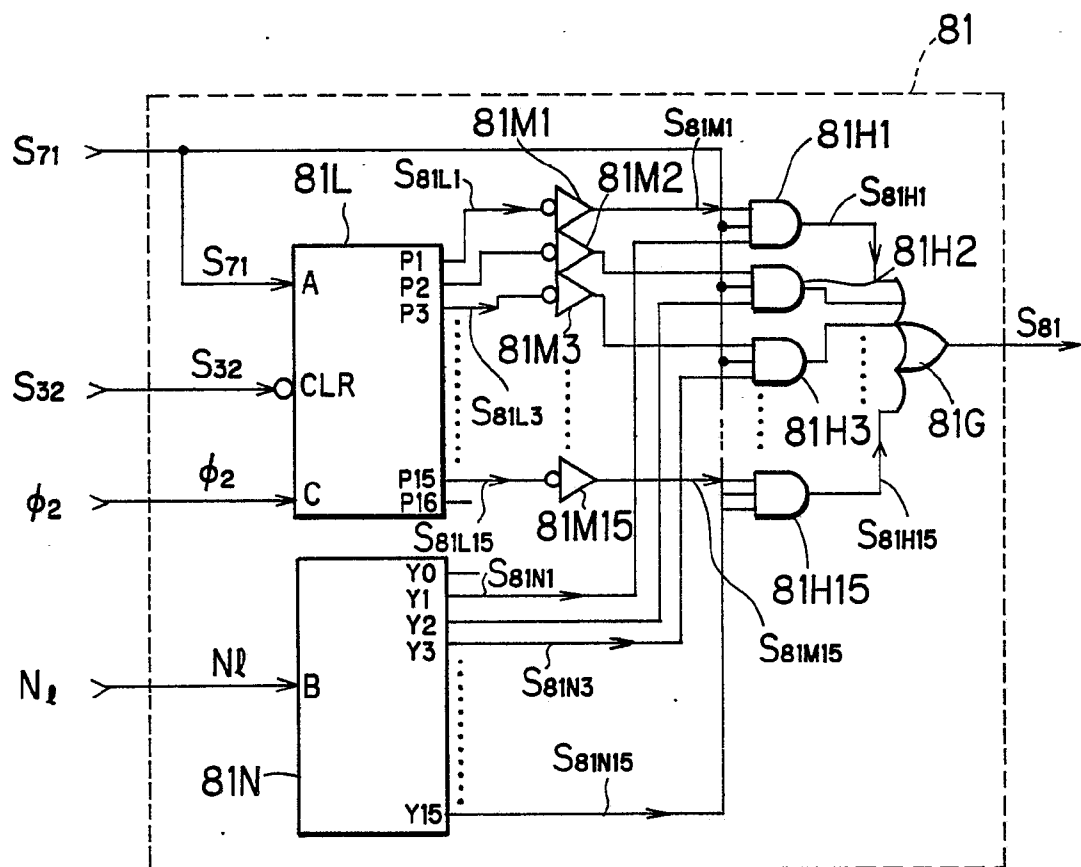 81
S71
81M1
S81M1
81H1
81L
S81L1
81M2
S81H1
S71
A
P1
P2
P3
81H2
S81
81M3
S32
S32
CLR
S81L3
81H3
81G
φ2
φ2
C
P15
P16
81M15
S81L15
S81H15
81H15
Y0
S81N1
Y1
Y2
Y3
S81M15
Nℓ
Nℓ
B
S81N3
81N
S81N15
Y15